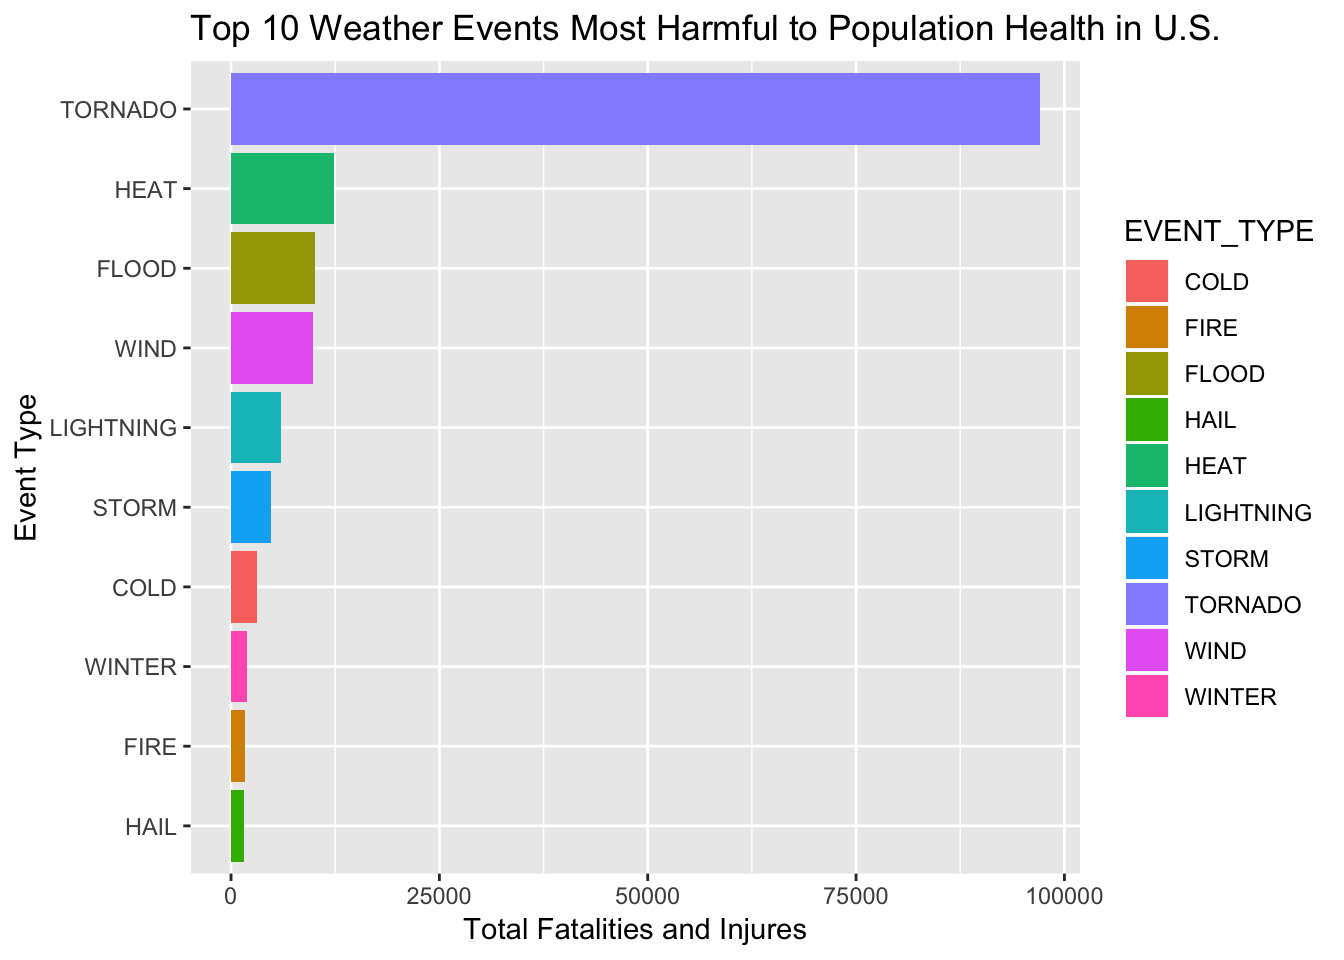 Top 10 Weather Events Most Harmful to Population Health in U.S.
Event Type
TORNADO
HEAT
FLOOD
WIND
LIGHTNING
STORM
COLD
WINTER
FIRE
HAIL
0
25000
50000
75000
100000
Total Fatalities and Injures
EVENT_TYPE
COLD
FIRE
FLOOD
HAIL
HEAT
LIGHTNING
STORM
TORNADO
WIND
WINTER